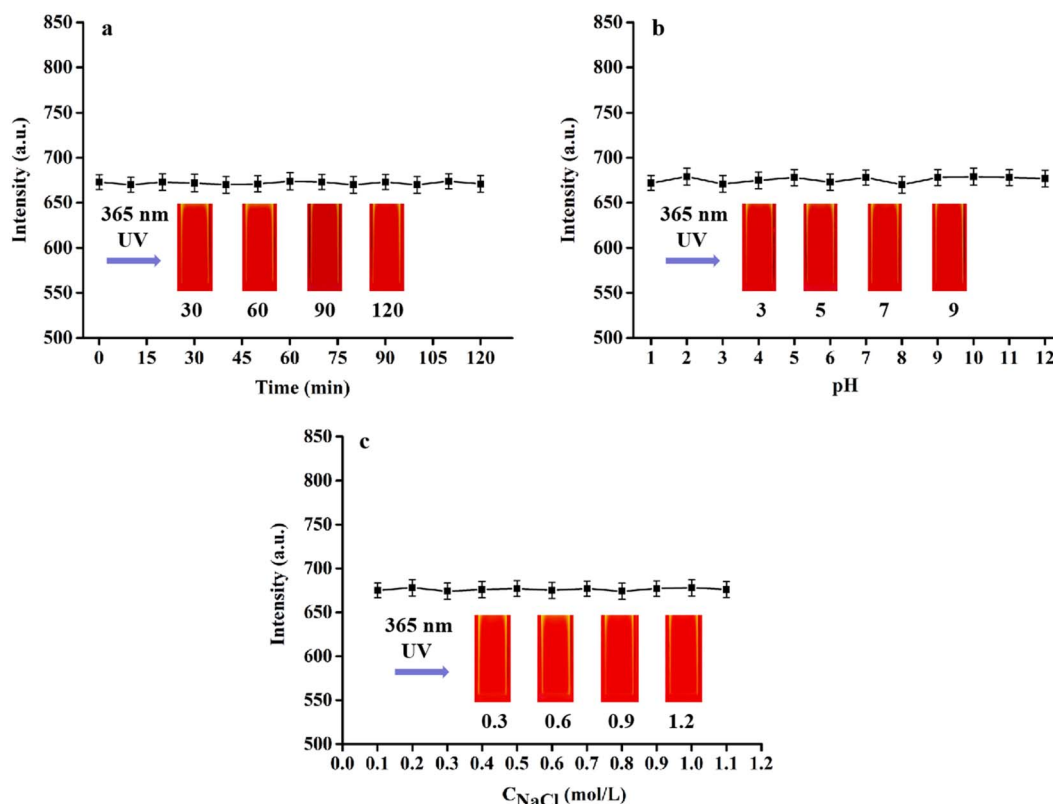 a
850
800
750
700
650
600
550
500
Intensity (a.u.)
365 nm
UV
30 60 90 120
0 15 30 45 60 75 90 105 120
Time (min)
b
850
800
750
700
650
600
550
500
Intensity (a.u.)
365 nm
UV
3 5 7 9
1 2 3 4 5 6 7 8 9 10 11 12
pH
c
850
800
750
700
650
600
550
500
Intensity (a.u.)
365 nm
UV
0.3 0.6 0.9 1.2
0.0 0.1 0.2 0.3 0.4 0.5 0.6 0.7 0.8 0.9 1.0 1.1 1.2
C_NaCl (mol/L)